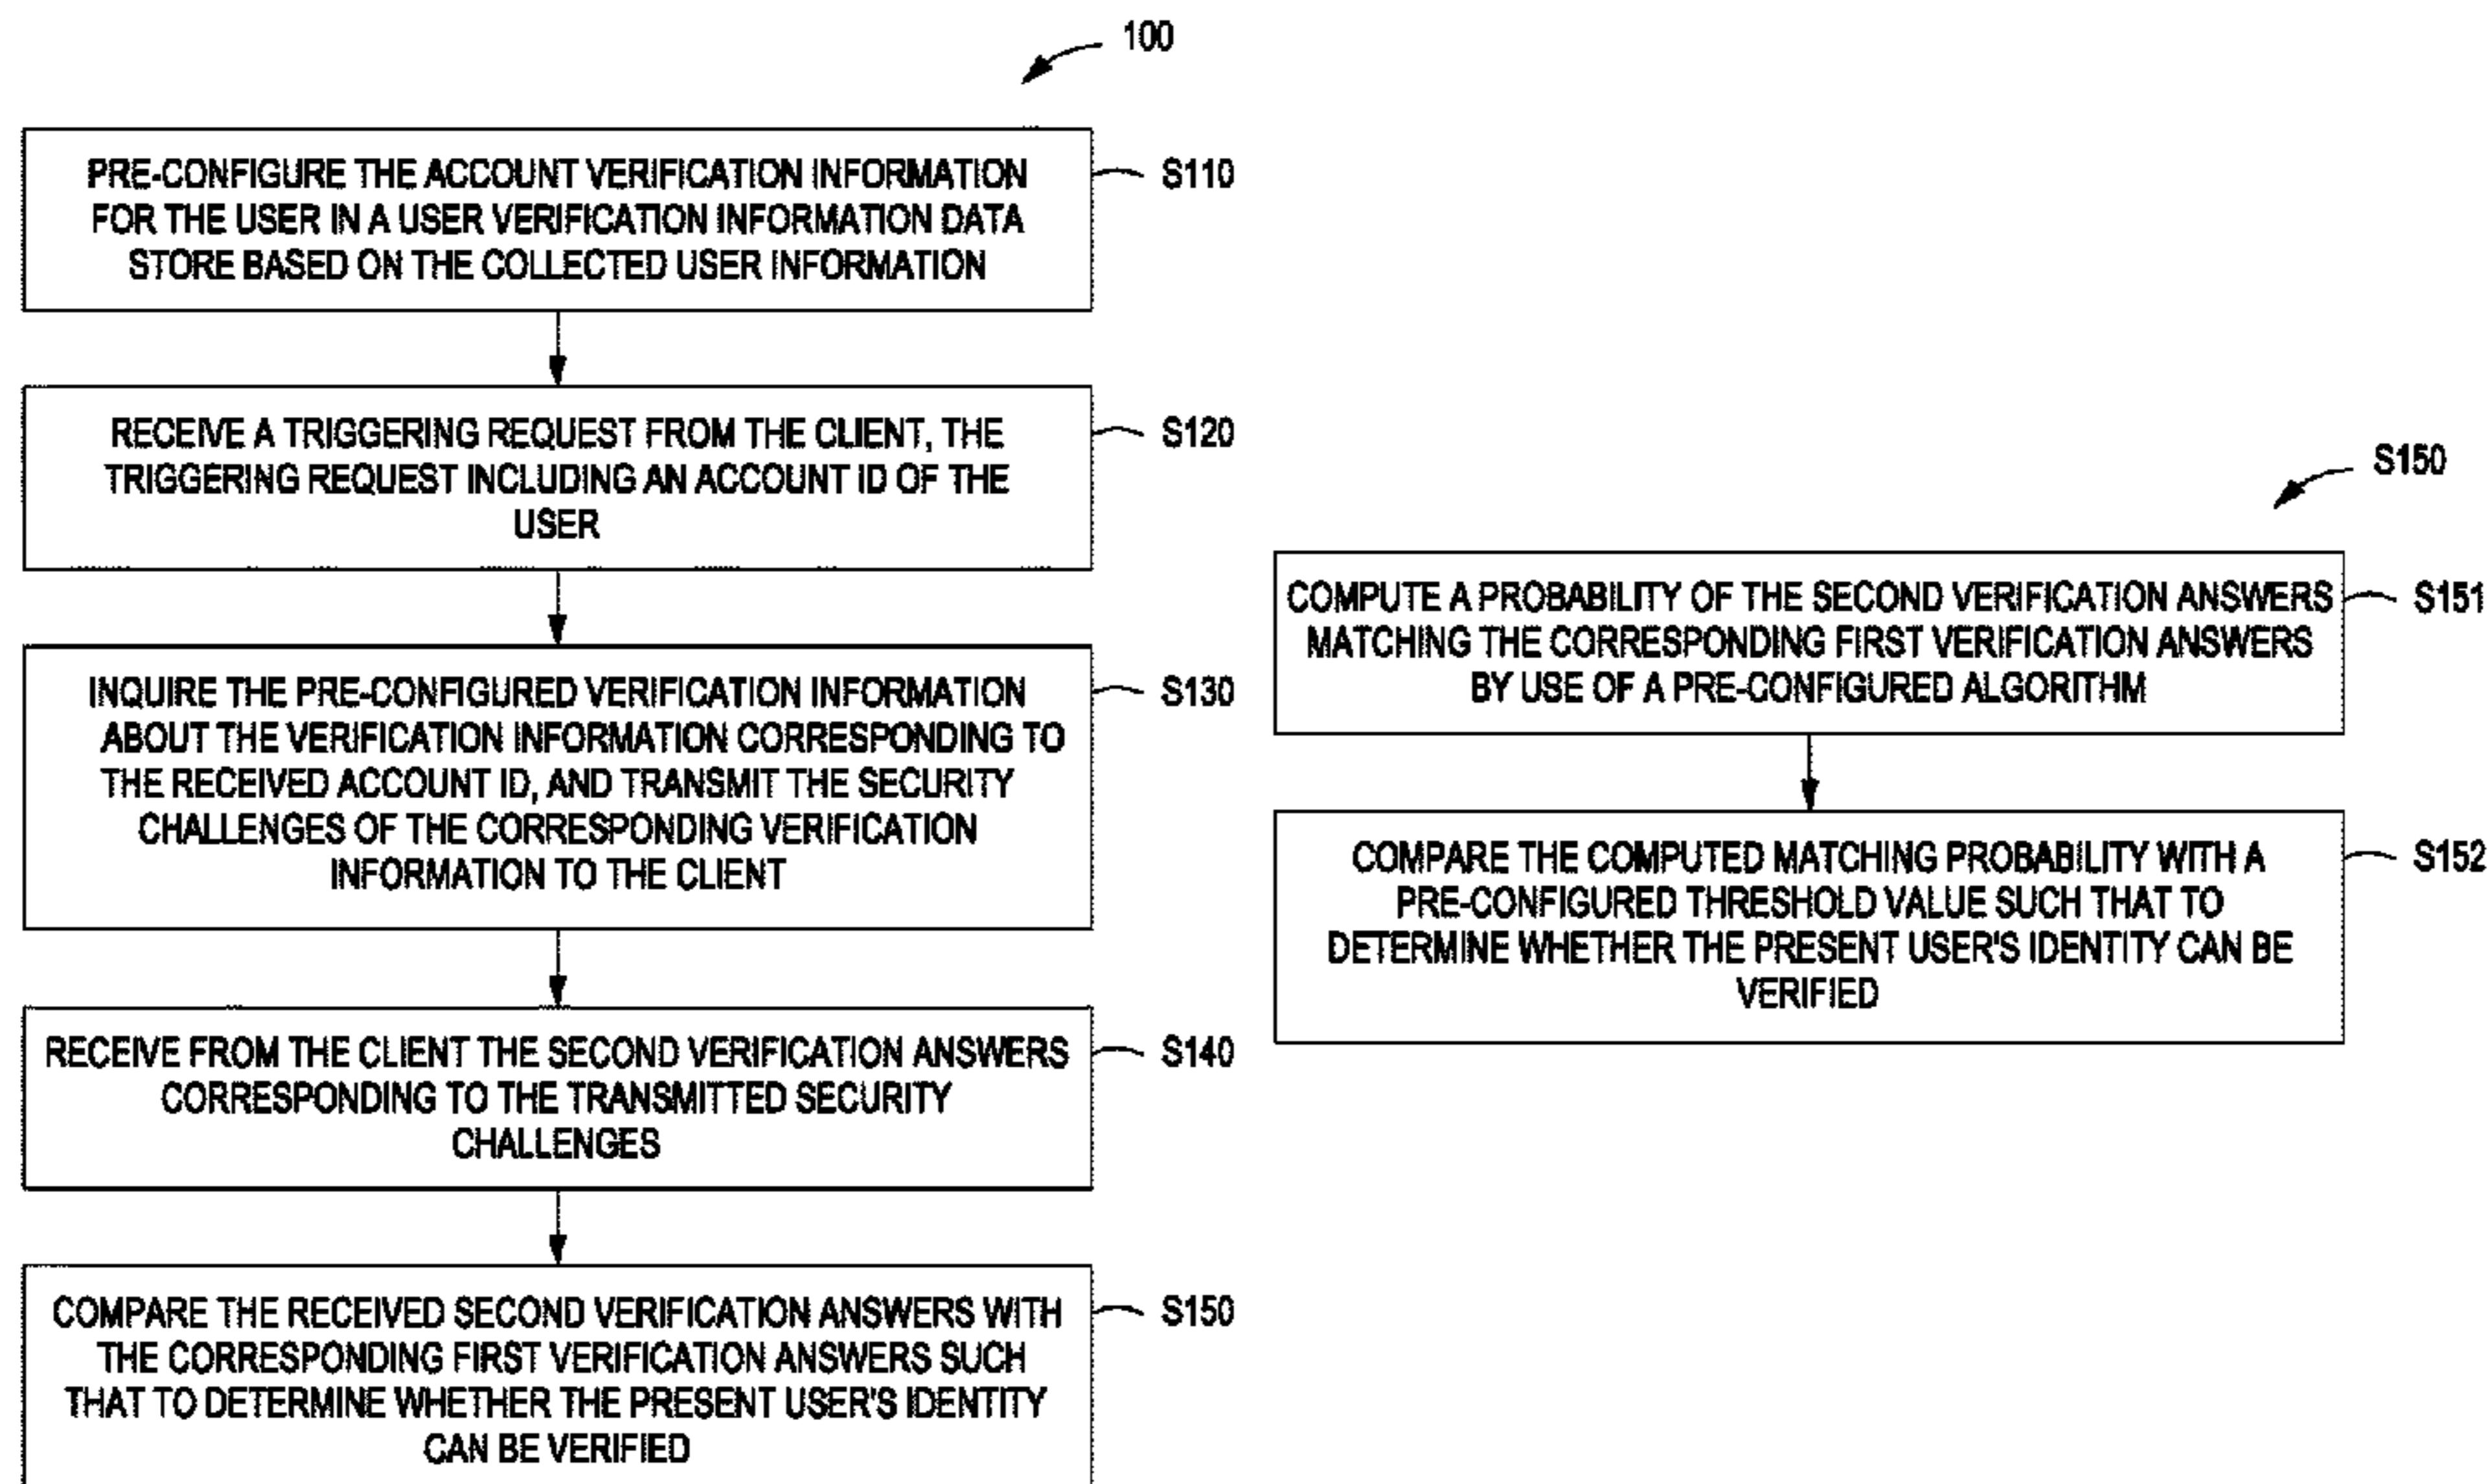 100
PRE-CONFIGURE THE ACCOUNT VERIFICATION INFORMATION
FOR THE USER IN A USER VERIFICATION INFORMATION DATA
STORE BASED ON THE COLLECTED USER INFORMATION
S110
RECEIVE A TRIGGERING REQUEST FROM THE CLIENT, THE
TRIGGERING REQUEST INCLUDING AN ACCOUNT ID OF THE
USER
S120
INQUIRE THE PRE-CONFIGURED VERIFICATION INFORMATION
ABOUT THE VERIFICATION INFORMATION CORRESPONDING TO
THE RECEIVED ACCOUNT ID, AND TRANSMIT THE SECURITY
CHALLENGES OF THE CORRESPONDING VERIFICATION
INFORMATION TO THE CLIENT
S130
RECEIVE FROM THE CLIENT THE SECOND VERIFICATION ANSWERS
CORRESPONDING TO THE TRANSMITTED SECURITY
CHALLENGES
S140
COMPARE THE RECEIVED SECOND VERIFICATION ANSWERS WITH
THE CORRESPONDING FIRST VERIFICATION ANSWERS SUCH
THAT TO DETERMINE WHETHER THE PRESENT USER'S IDENTITY
CAN BE VERIFIED
S150
S150
COMPUTE A PROBABILITY OF THE SECOND VERIFICATION ANSWERS
MATCHING THE CORRESPONDING FIRST VERIFICATION ANSWERS
BY USE OF A PRE-CONFIGURED ALGORITHM
S151
COMPARE THE COMPUTED MATCHING PROBABILITY WITH A
PRE-CONFIGURED THRESHOLD VALUE SUCH THAT TO
DETERMINE WHETHER THE PRESENT USER'S IDENTITY CAN BE
VERIFIED
S152